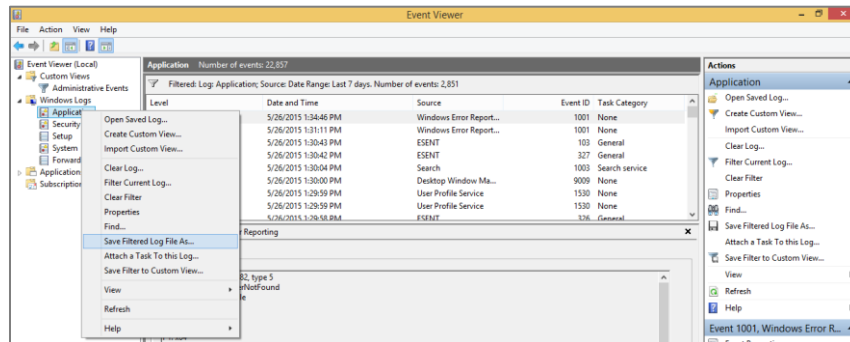 Event Viewer
File Action View Help
Event Viewer (Local)
Custom Views
Administrative Events
Windows Logs
Applicat
Security
Setup
System
Forward
Application
Subscription
Open Saved Log...
Create Custom View...
Import Custom View...
Clear Log...
Filter Current Log...
Clear Filter
Properties
Find...
Save Filtered Log File As...
Attach a Task To this Log...
Save Filter to Custom View...
View
Refresh
Help
Application Number of events: 22,857
Filtered: Log: Application; Source: Date Range: Last 7 days. Number of events: 2,851
Level Date and Time Source Event ID Task Category
5/26/2015 1:34:46 PM Windows Error Report... 1001 None
5/26/2015 1:31:11 PM Windows Error Report... 1001 None
5/26/2015 1:30:43 PM ESENT 103 General
5/26/2015 1:30:42 PM ESENT 327 General
5/26/2015 1:30:04 PM Search 1003 Search service
5/26/2015 1:30:00 PM Desktop Window Ma... 9009 None
5/26/2015 1:29:59 PM User Profile Service 1530 None
5/26/2015 1:29:59 PM User Profile Service 1530 None
5/26/2015 1:29:58 PM ESENT 326 General
r Reporting
82, type 5
erNotFound
le
Actions
Application
Open Saved Log...
Create Custom View...
Import Custom View...
Clear Log...
Filter Current Log...
Clear Filter
Properties
Find...
Save Filtered Log File As...
Attach a Task To this Log...
Save Filter to Custom View...
View
Refresh
Help
Event 1001, Windows Error R...